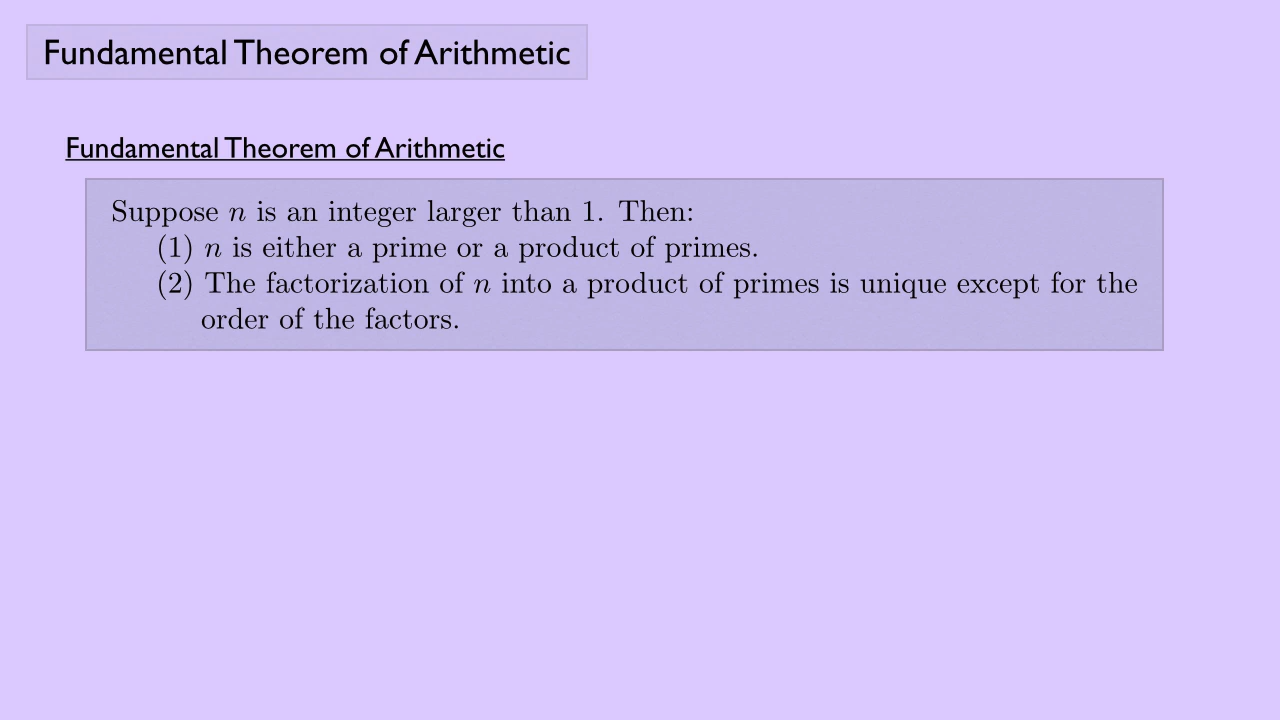 Fundamental Theorem of Arithmetic
Fundamental Theorem of Arithmetic
Suppose n is an integer larger than 1. Then:
(1) n is either a prime or a product of primes.
(2) The factorization of n into a product of primes is unique except for the
order of the factors.